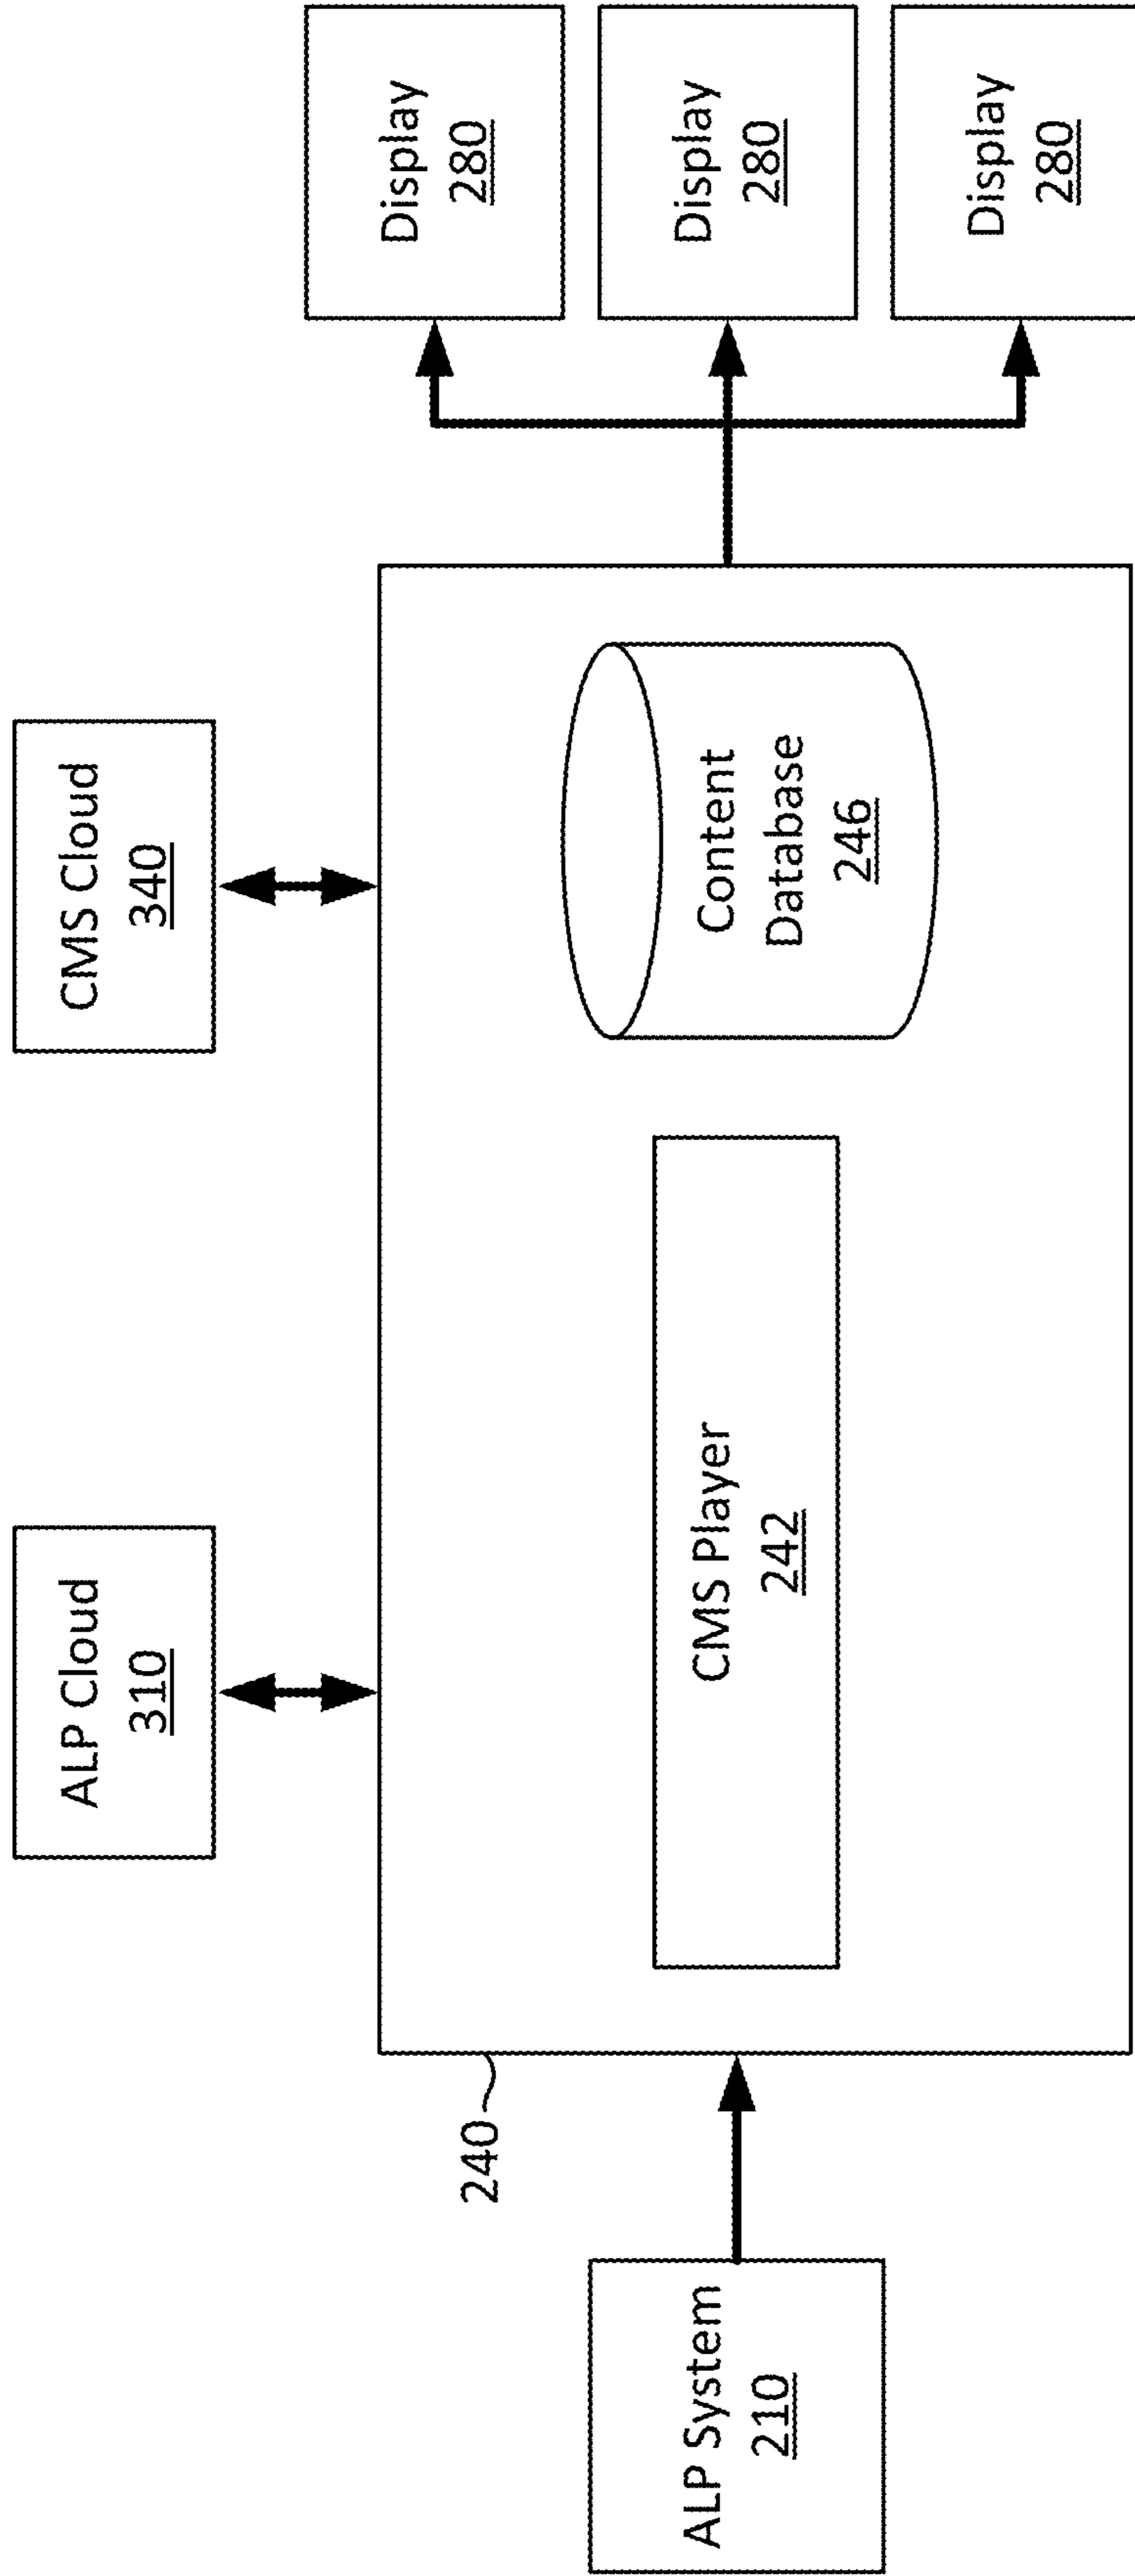 ALP Cloud
310
CMS Cloud
340
ALP System
210
240
CMS Player
242
Content
Database
246
Display
280
Display
280
Display
280